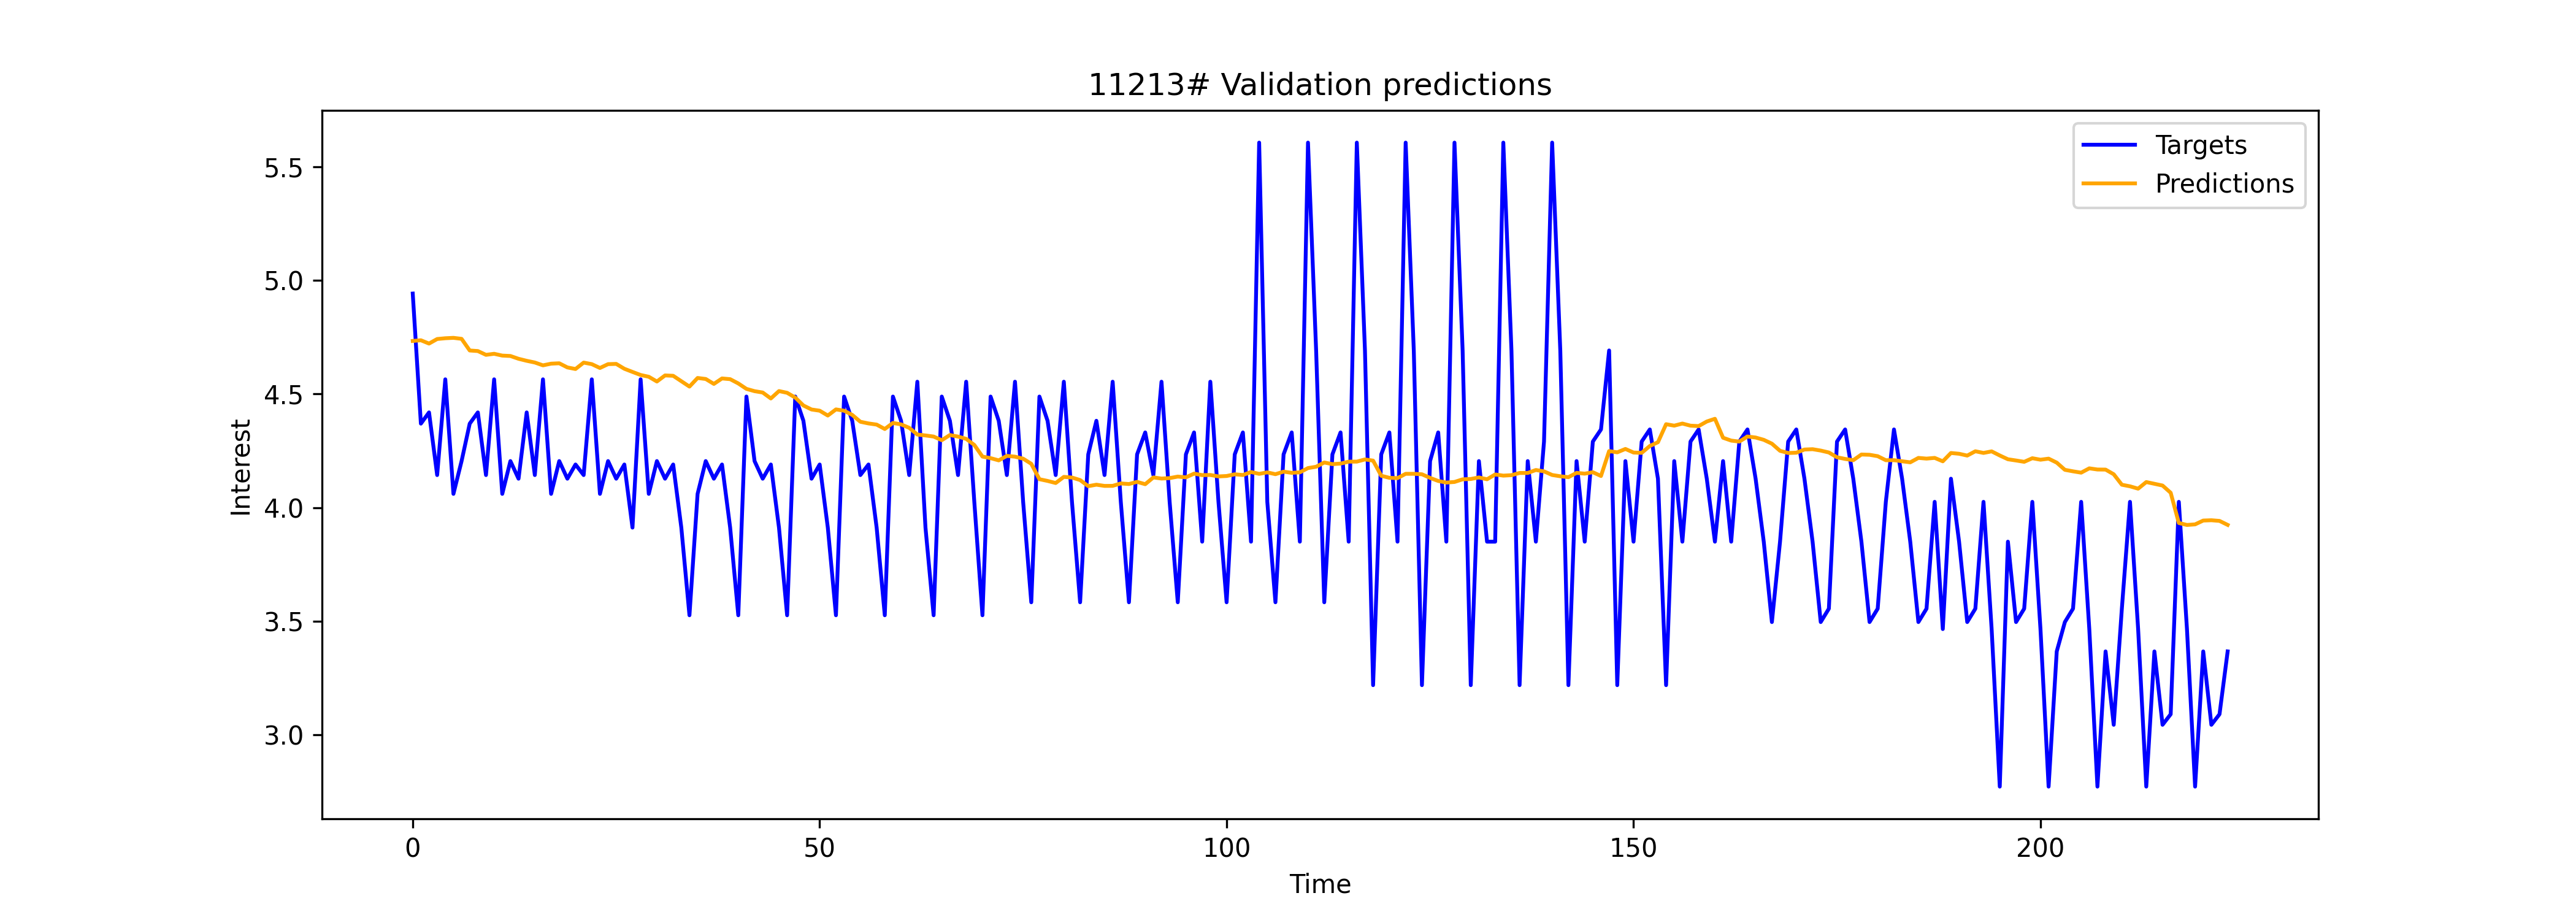 11213# Validation predictions
Targets
Predictions
5.5
5.0
4.5
4.0
3.5
3.0
Interest
0 50 100 150 200
Time